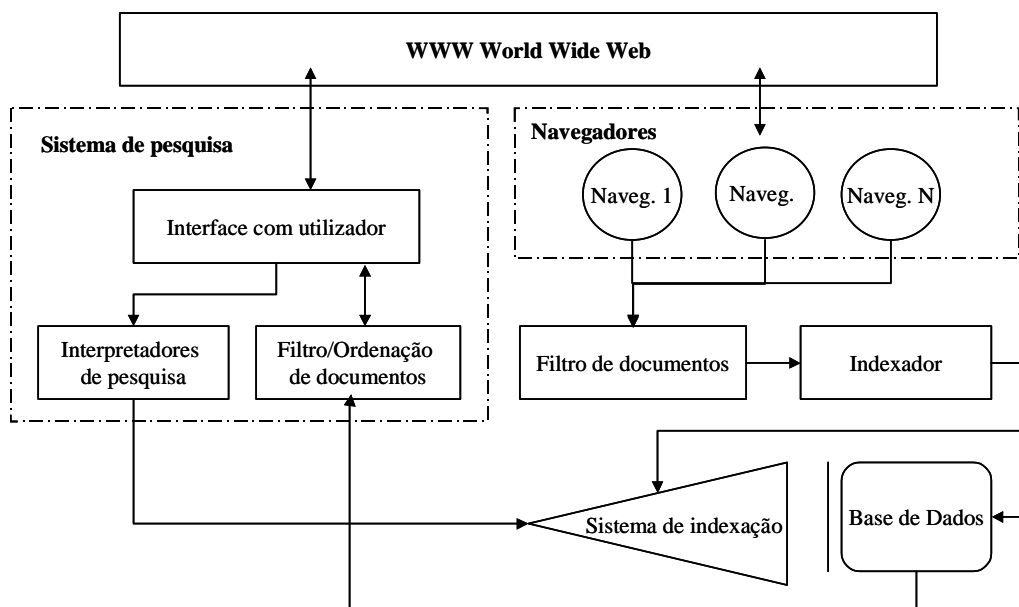 WWW World Wide Web
Sistema de pesquisa
Navegadores
Naveg. 1
Naveg.
Naveg. N
Interface com utilizador
Interpretadores
de pesquisa
Filtro/Ordenação
de documentos
Filtro de documentos
Indexador
Sistema de indexação
Base de Dados